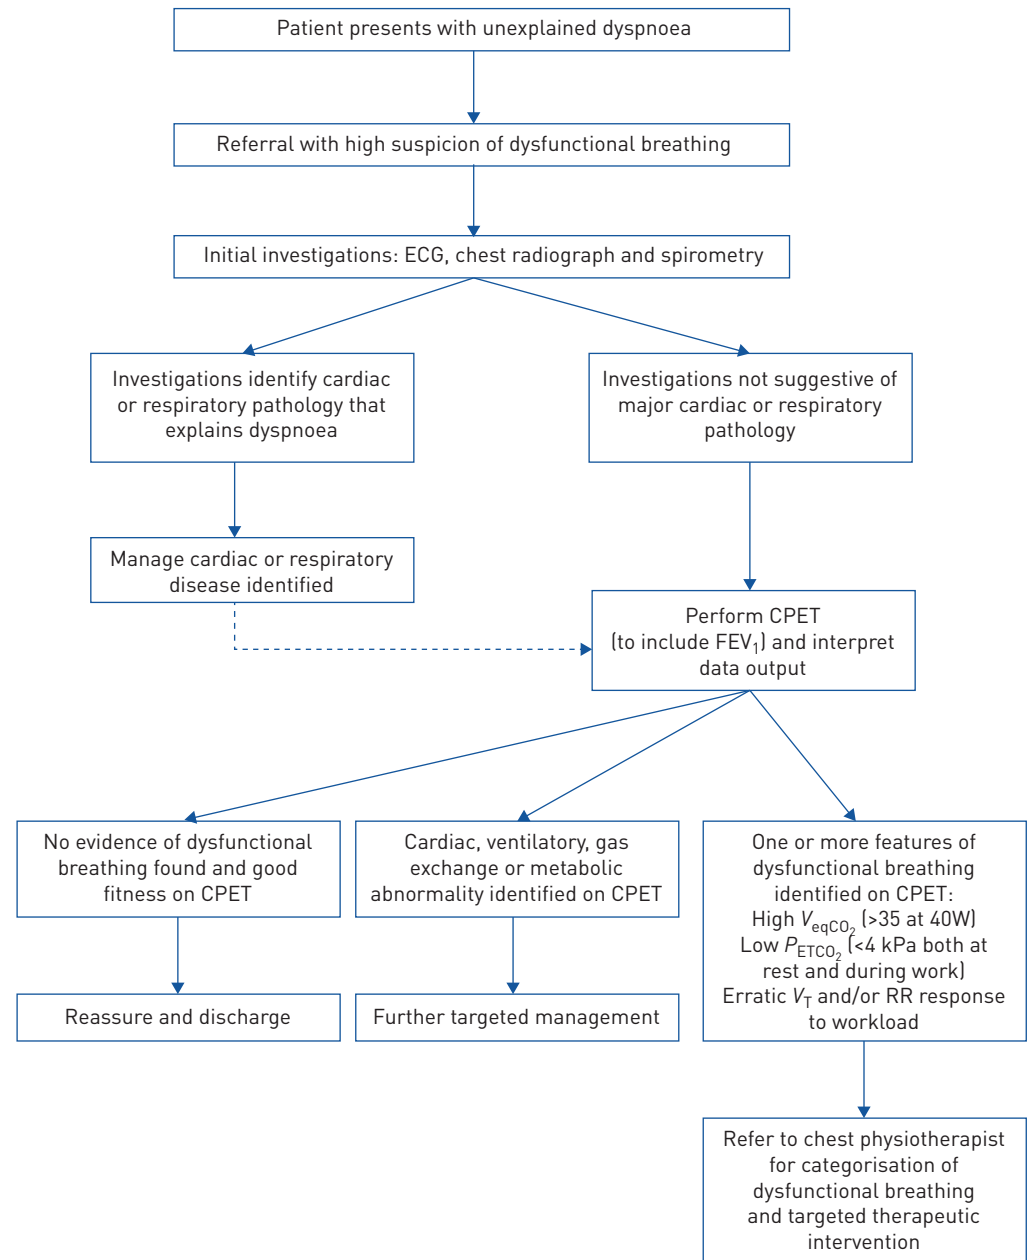 Patient presents with unexplained dyspnoea
Referral with high suspicion of dysfunctional breathing
Initial investigations: ECG, chest radiograph and spirometry
Investigations identify cardiac
or respiratory pathology that
explains dyspnoea
Investigations not suggestive of
major cardiac or respiratory
pathology
Manage cardiac or respiratory
disease identified
Perform CPET
(to include FEV₁) and interpret
data output
No evidence of dysfunctional
breathing found and good
fitness on CPET
Cardiac, ventilatory, gas
exchange or metabolic
abnormality identified on CPET
One or more features of
dysfunctional breathing
identified on CPET:
High VeqCO₂ (>35 at 40W)
Low PETCO₂ (<4 kPa both at
rest and during work)
Erratic VT and/or RR response
to workload
Reassure and discharge
Further targeted management
Refer to chest physiotherapist
for categorisation of
dysfunctional breathing
and targeted therapeutic
intervention